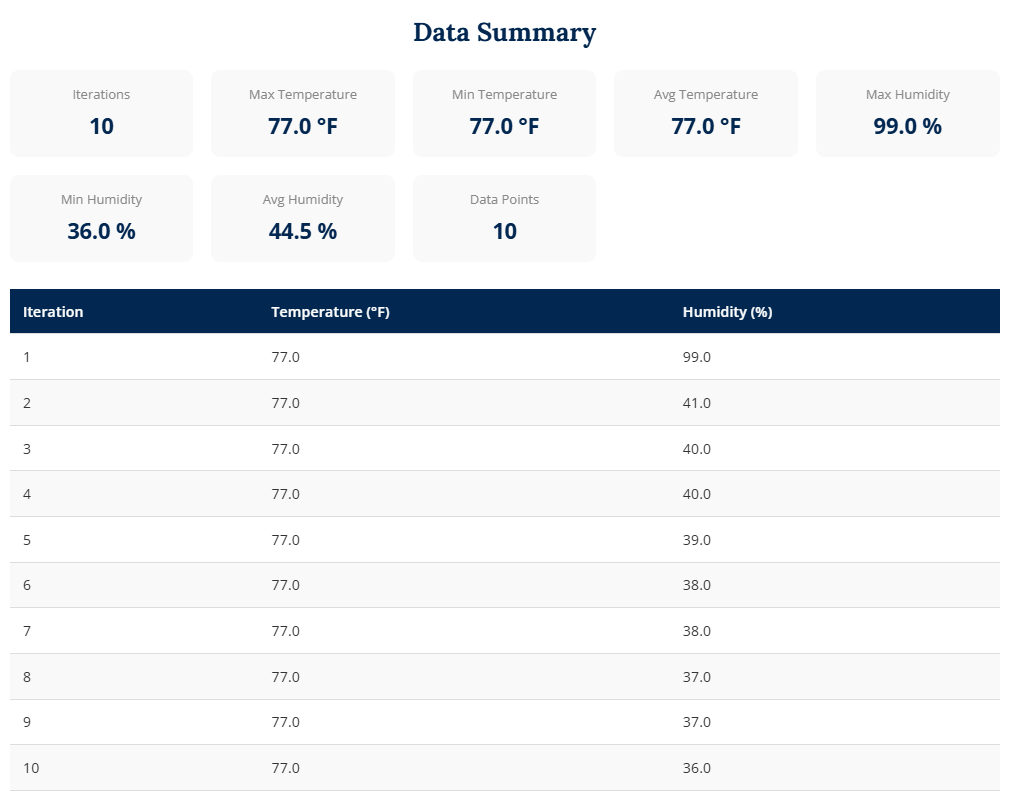 Data Summary
Iterations Max Temperature Min Temperature Avg Temperature Max Humidity
10 77.0 °F 77.0 °F 77.0 °F 99.0 %
Min Humidity Avg Humidity Data Points
36.0 % 44.5 % 10
Iteration Temperature (°F) Humidity (%)
1 77.0 99.0
2 77.0 41.0
3 77.0 40.0
4 77.0 40.0
5 77.0 39.0
6 77.0 38.0
7 77.0 38.0
8 77.0 37.0
9 77.0 37.0
10 77.0 36.0